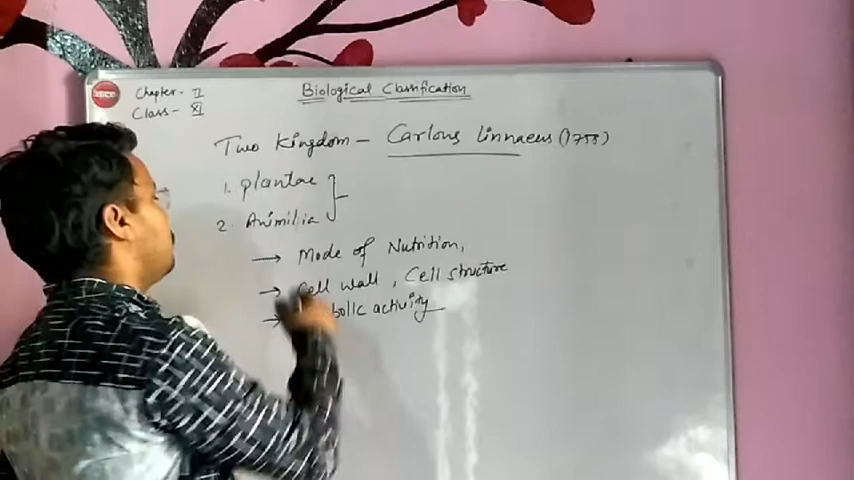 Chapter - II
Class - XI
Biological Classification
Two Kingdom - Carlous Linnaeus (1758)
1. Plantae
2. Animilia
→ Mode of Nutrition,
→ Cell wall, Cell structure
→ bolic activity